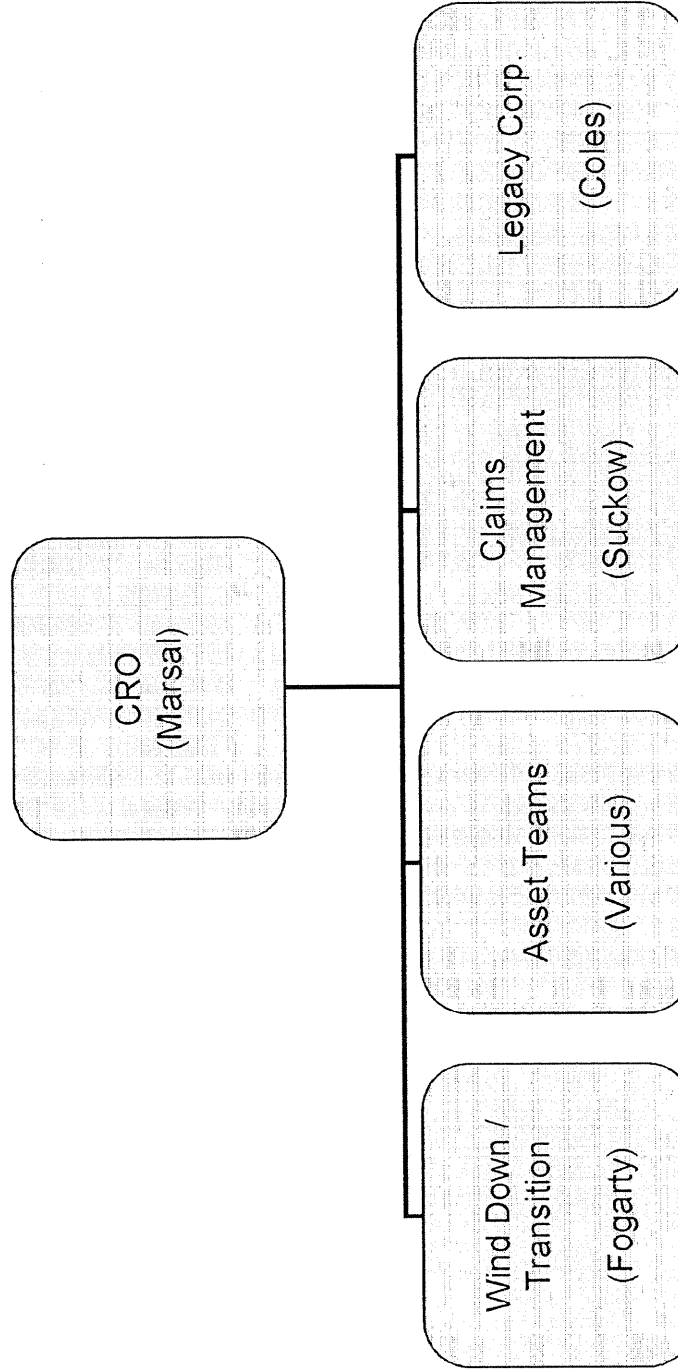 CRO
(Marsal)
Wind Down /
Transition
(Fogarty)
Asset Teams
(Various)
Claims
Management
(Suckow)
Legacy Corp.
(Coles)